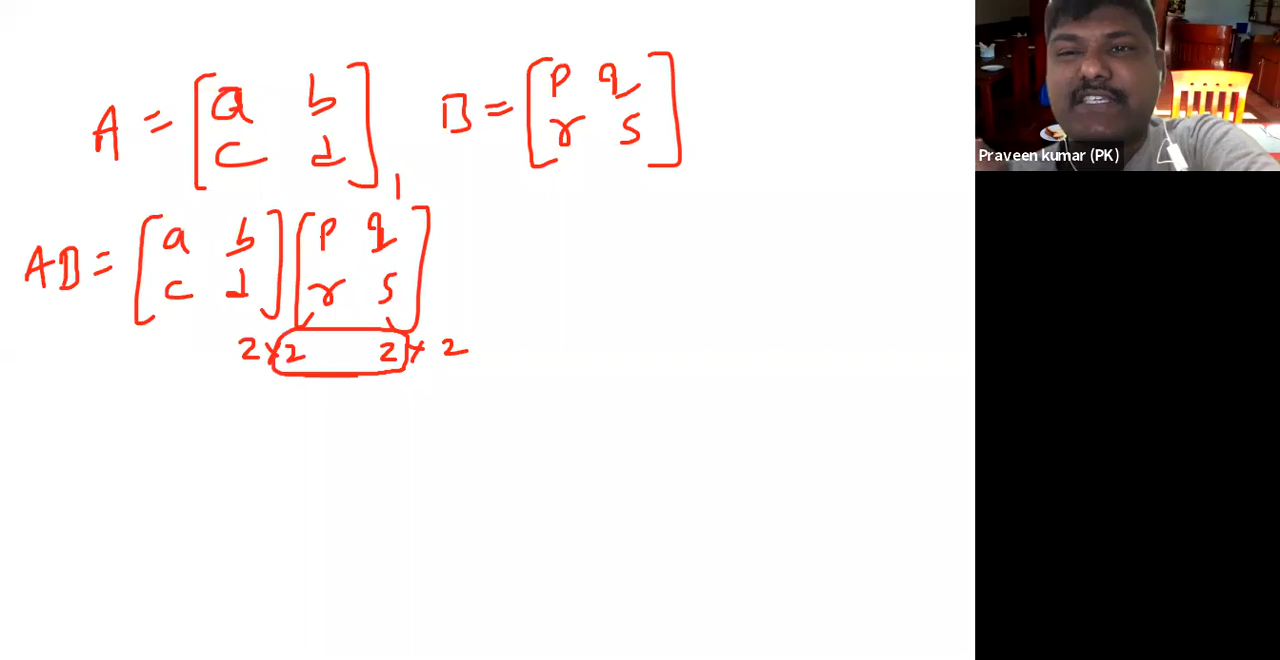 A = [a b
c d] B = [p q
r s]
AB = [a b
c d] [p q
r s]
2×2 2×2
Praveen kumar (PK)